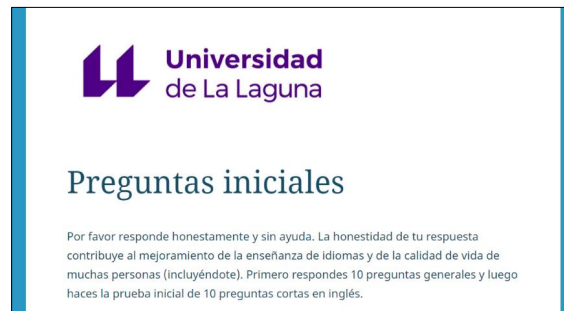 Universidad
de La Laguna
Preguntas iniciales
Por favor responde honestamente y sin ayuda. La honestidad de tu respuesta
contribuye al mejoramiento de la enseñanza de idiomas y de la calidad de vida de
muchas personas (incluyéndote). Primero respondes 10 preguntas generales y luego
haces la prueba inicial de 10 preguntas cortas en inglés.